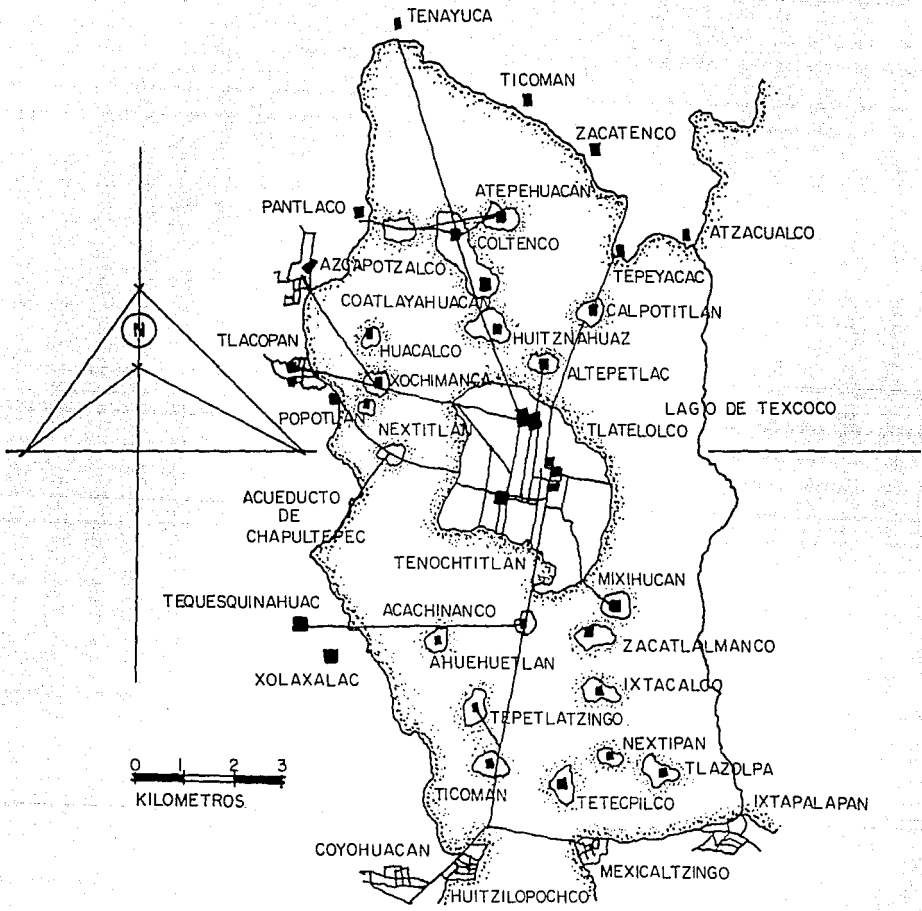 TENAYUCA
TICOMAN
ZACATENCO
ATEPEHUACAN
PANTLACO
COLTENCO
ATZACUALCO
TEPEYACAC
AZCAPOTZALCO
COATLAYAHUACAN
CALPOTITLAN
N
TLACOPAN
HUACALCO
HUITZNAHUAZ
ALTEPETLAC
XOCHIMANCA
POPOTLAN
LAGO DE TEXCOCO
NEXTITLAN
TLATELOLCO
ACUEDUCTO
DE
CHAPULTEPEC
TENOCHTITLAN
MIXIHUCAN
TEQUESQUINAHUAC
ACACHINANCO
ZACATLALMANCO
AHUEHUETLAN
XOLAXALAC
IXTACALCO
TEPETLATZINGO
NEXTIPAN
TLAZOLPA
0 1 2 3
KILOMETROS
TICOMAN
TETECPILCO
IXTAPALAPAN
COYOHUACAN
MEXICALTZINGO
HUITZILOPOCHCO